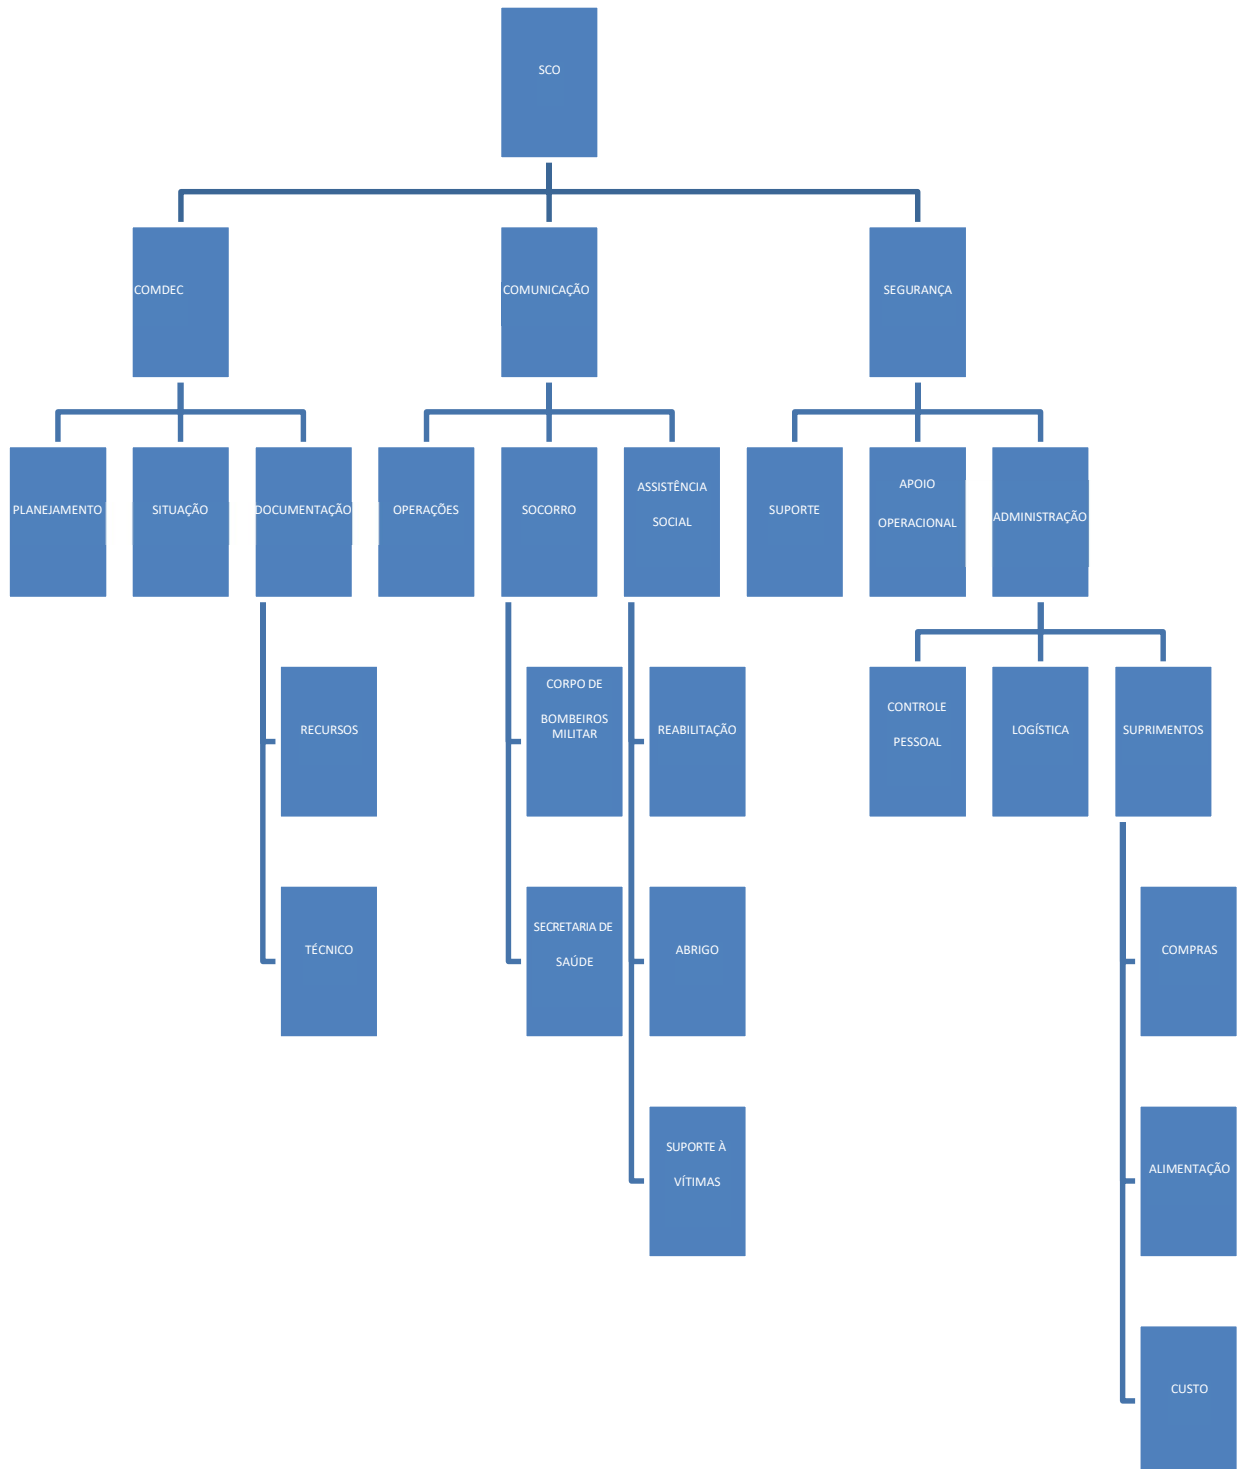 SCO
COMDEC
COMUNICAÇÃO
SEGURANÇA
PLANEJAMENTO
SITUAÇÃO
DOCUMENTAÇÃO
OPERAÇÕES
SOCORRO
ASSISTÊNCIA
SOCIAL
SUPORTE
APOIO
OPERACIONAL
ADMINISTRAÇÃO
RECURSOS
CORPO DE
BOMBEIROS
MILITAR
REABILITAÇÃO
CONTROLE
PESSOAL
LOGÍSTICA
SUPRIMENTOS
TÉCNICO
SECRETARIA DE
SAÚDE
ABRIGO
COMPRAS
SUPORTE À
VÍTIMAS
ALIMENTAÇÃO
CUSTO